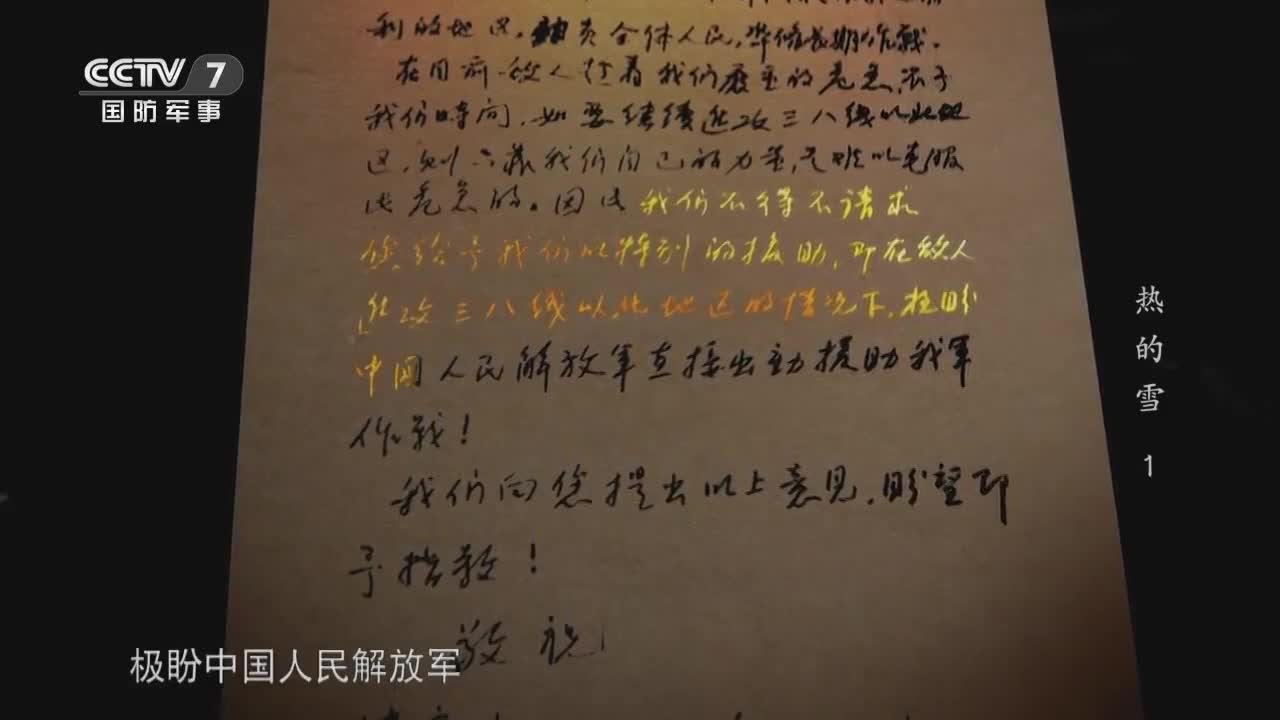 CCTV 7
国防军事
利的地区,动员全体人民,准备长期作战。
在目前敌人趁着我们严重的危急,不予
我们时间,如要继续进攻三八线以北地
区,则只靠我们自己的力量,是难以克服
此危急的。因此我们不得不请求
您给予我们以特别的援助,即在敌人
进攻三八线以北地区的情况下,极盼
中国人民解放军直接出动援助我军
作战!
我们向您提出以上意见,盼望即
予指教!
敬祝
热的雪 1
极盼中国人民解放军